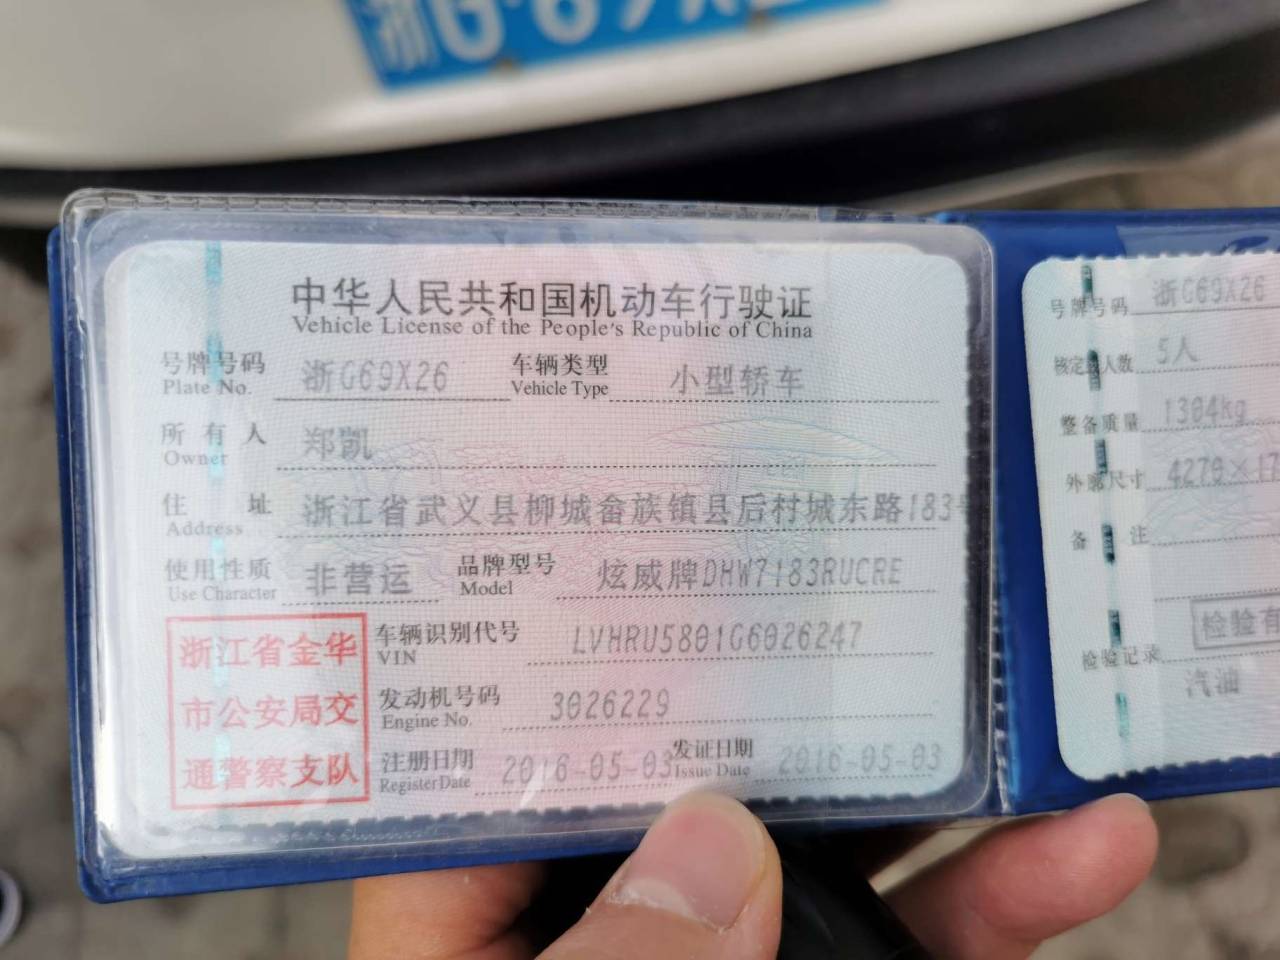 浙G·69X2
中华人民共和国机动车行驶证
Vehicle License of the People's Republic of China
号牌号码 浙G69X26 车辆类型 小型轿车
Plate No. Vehicle Type
所有人 郑凯
Owner
住址 浙江省武义县柳城畲族镇县后村城东路183号
Address
使用性质 非营运 品牌型号 炫威牌DHW7183RUCRE
Use Character Model
浙江省金华
市公安局交
通警察支队
车辆识别代号 LVHRU5801G6026247
VIN
发动机号码 3026229
Engine No.
注册日期 2016-05-03 发证日期 2016-05-03
Register Date Issue Date
号牌号码 浙G69X26
核定载人数 5人
整备质量 1304kg
外廓尺寸 4270×17
备注
检验有
检验记录
汽油